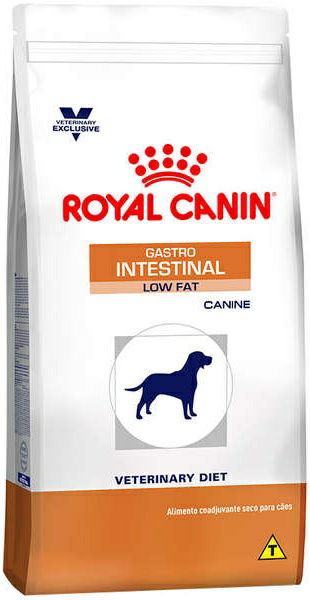 VETERINARY
EXCLUSIVE
ROYAL CANIN
GASTRO
INTESTINAL
LOW FAT
CANINE
VETERINARY DIET
Alimento coadjuvante seco para cães
T